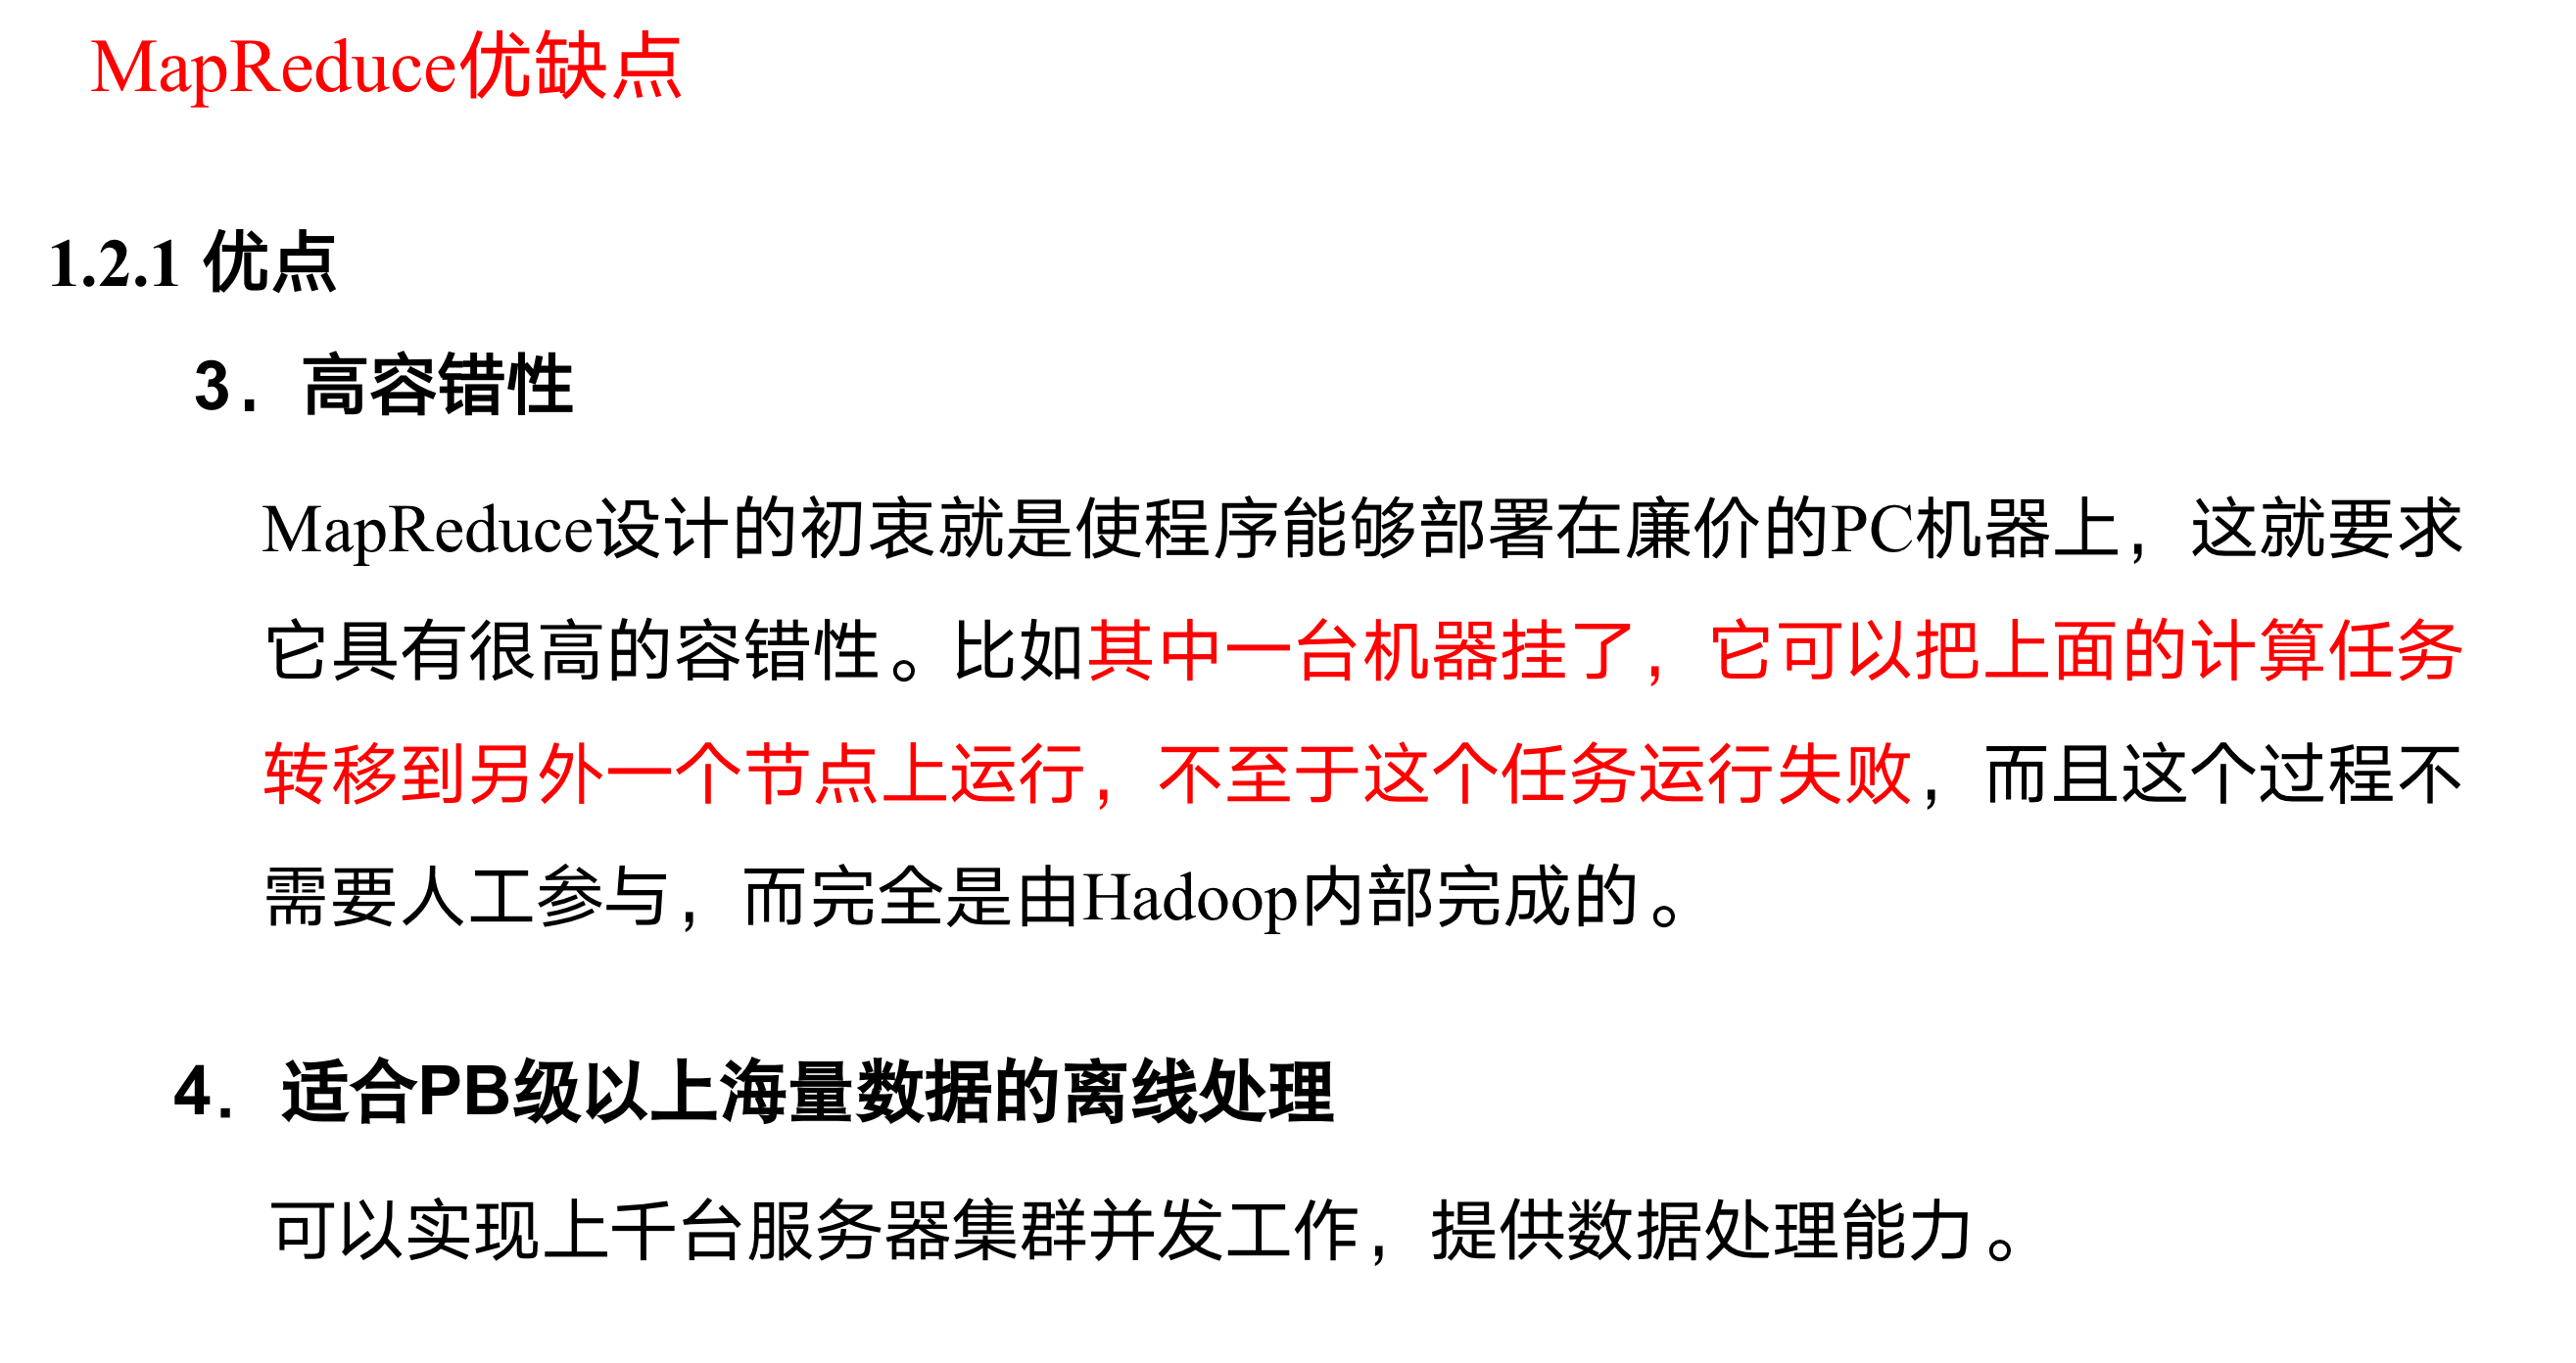 MapReduce优缺点
1.2.1 优点
3．高容错性
MapReduce设计的初衷就是使程序能够部署在廉价的PC机器上，这就要求
它具有很高的容错性。比如其中一台机器挂了，它可以把上面的计算任务
转移到另外一个节点上运行，不至于这个任务运行失败，而且这个过程不
需要人工参与，而完全是由Hadoop内部完成的。
4．适合PB级以上海量数据的离线处理
可以实现上千台服务器集群并发工作，提供数据处理能力。